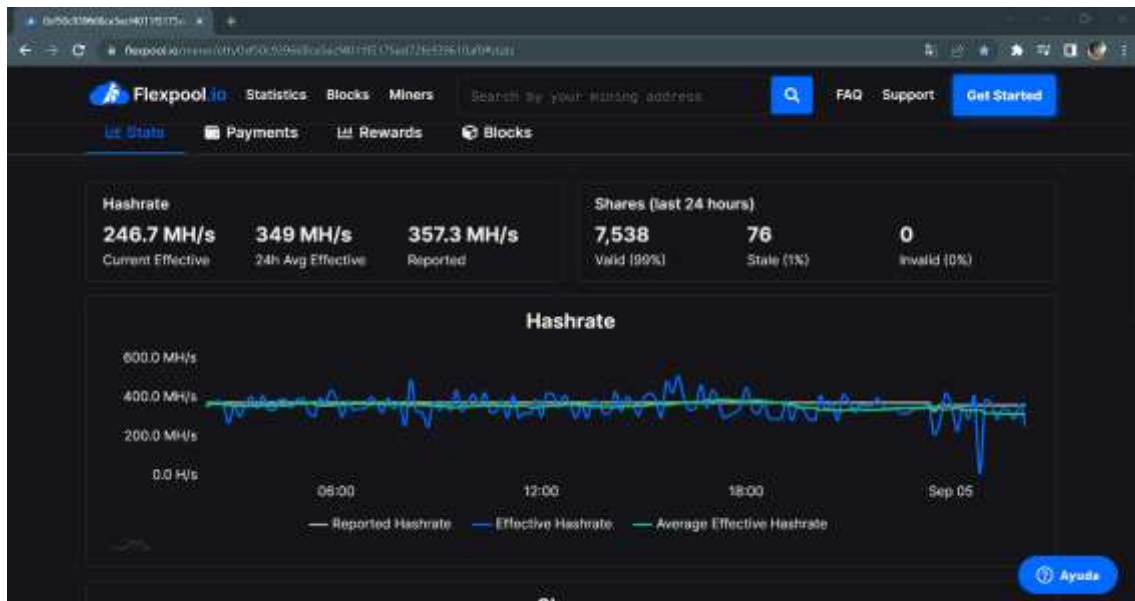 Flexpool.io Statistics Blocks Miners Search by your mining address FAQ Support Get Started
Stats Payments Rewards Blocks
Hashrate
246.7 MH/s 349 MH/s 357.3 MH/s
Current Effective 24h Avg Effective Reported
Shares (last 24 hours)
7,538 76 0
Valid (99%) Stale (1%) Invalid (0%)
Hashrate
600.0 MH/s
400.0 MH/s
200.0 MH/s
0.0 H/s
06:00 12:00 18:00 Sep 05
Reported Hashrate Effective Hashrate Average Effective Hashrate
Ayuda